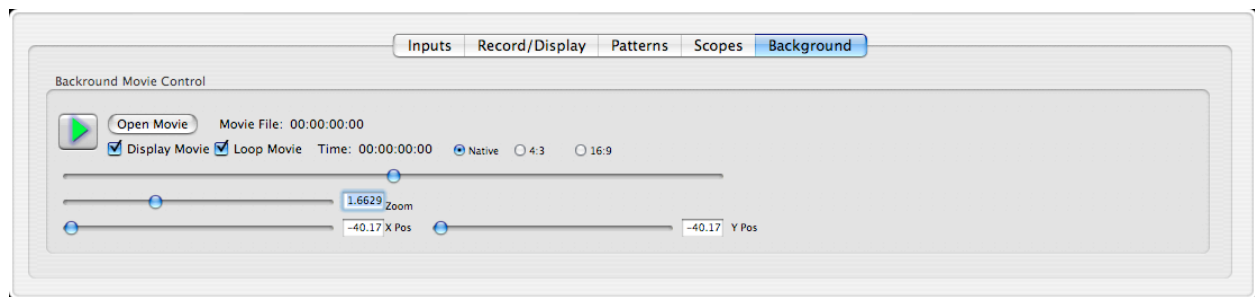 Inputs Record/Display Patterns Scopes Background
Backround Movie Control
Open Movie Movie File: 00:00:00:00
Display Movie Loop Movie Time: 00:00:00:00 Native 4:3 16:9
1.6629 Zoom
-40.17 X Pos -40.17 Y Pos